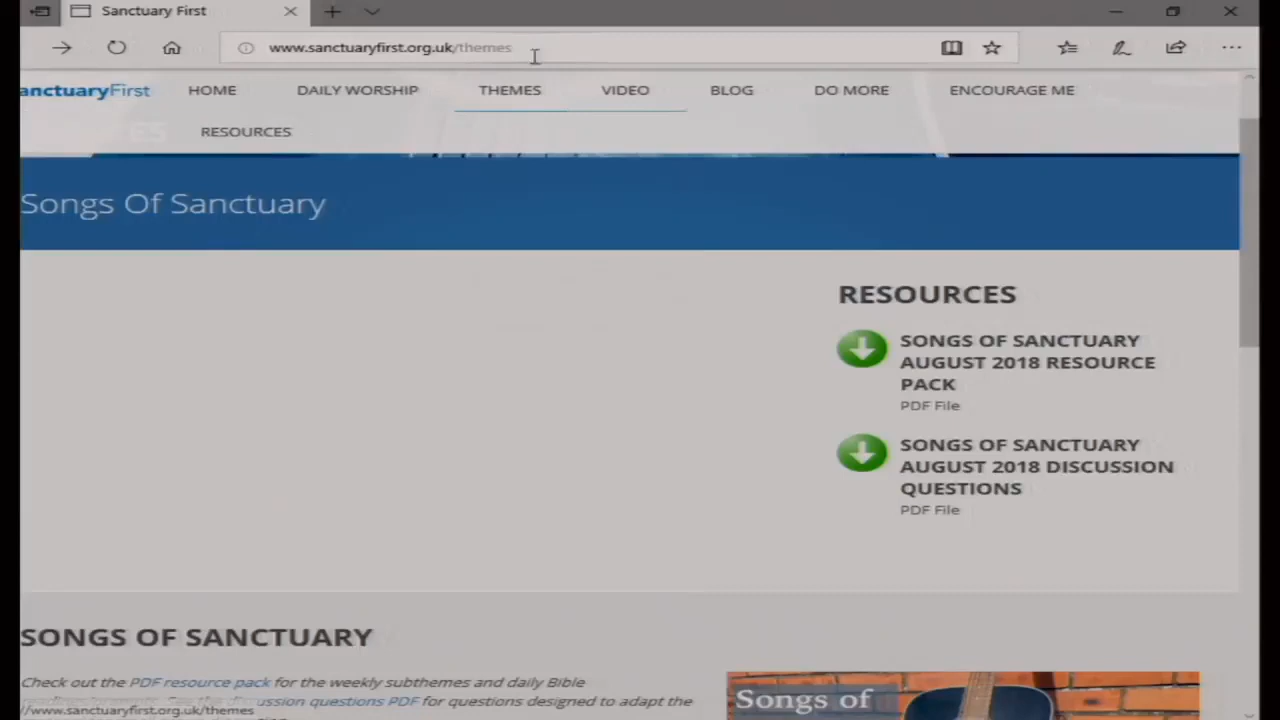 Sanctuary First
www.sanctuaryfirst.org.uk/themes
anctuaryFirst HOME DAILY WORSHIP THEMES VIDEO BLOG DO MORE ENCOURAGE ME
RESOURCES
Songs Of Sanctuary
RESOURCES
SONGS OF SANCTUARY
AUGUST 2018 RESOURCE
PACK
PDF File
SONGS OF SANCTUARY
AUGUST 2018 DISCUSSION
QUESTIONS
PDF File
SONGS OF SANCTUARY
Check out the PDF resource pack for the weekly subthemes and daily Bible
discussion questions PDF for questions designed to adapt the
//www.sanctuaryfirst.org.uk/themes
Songs of